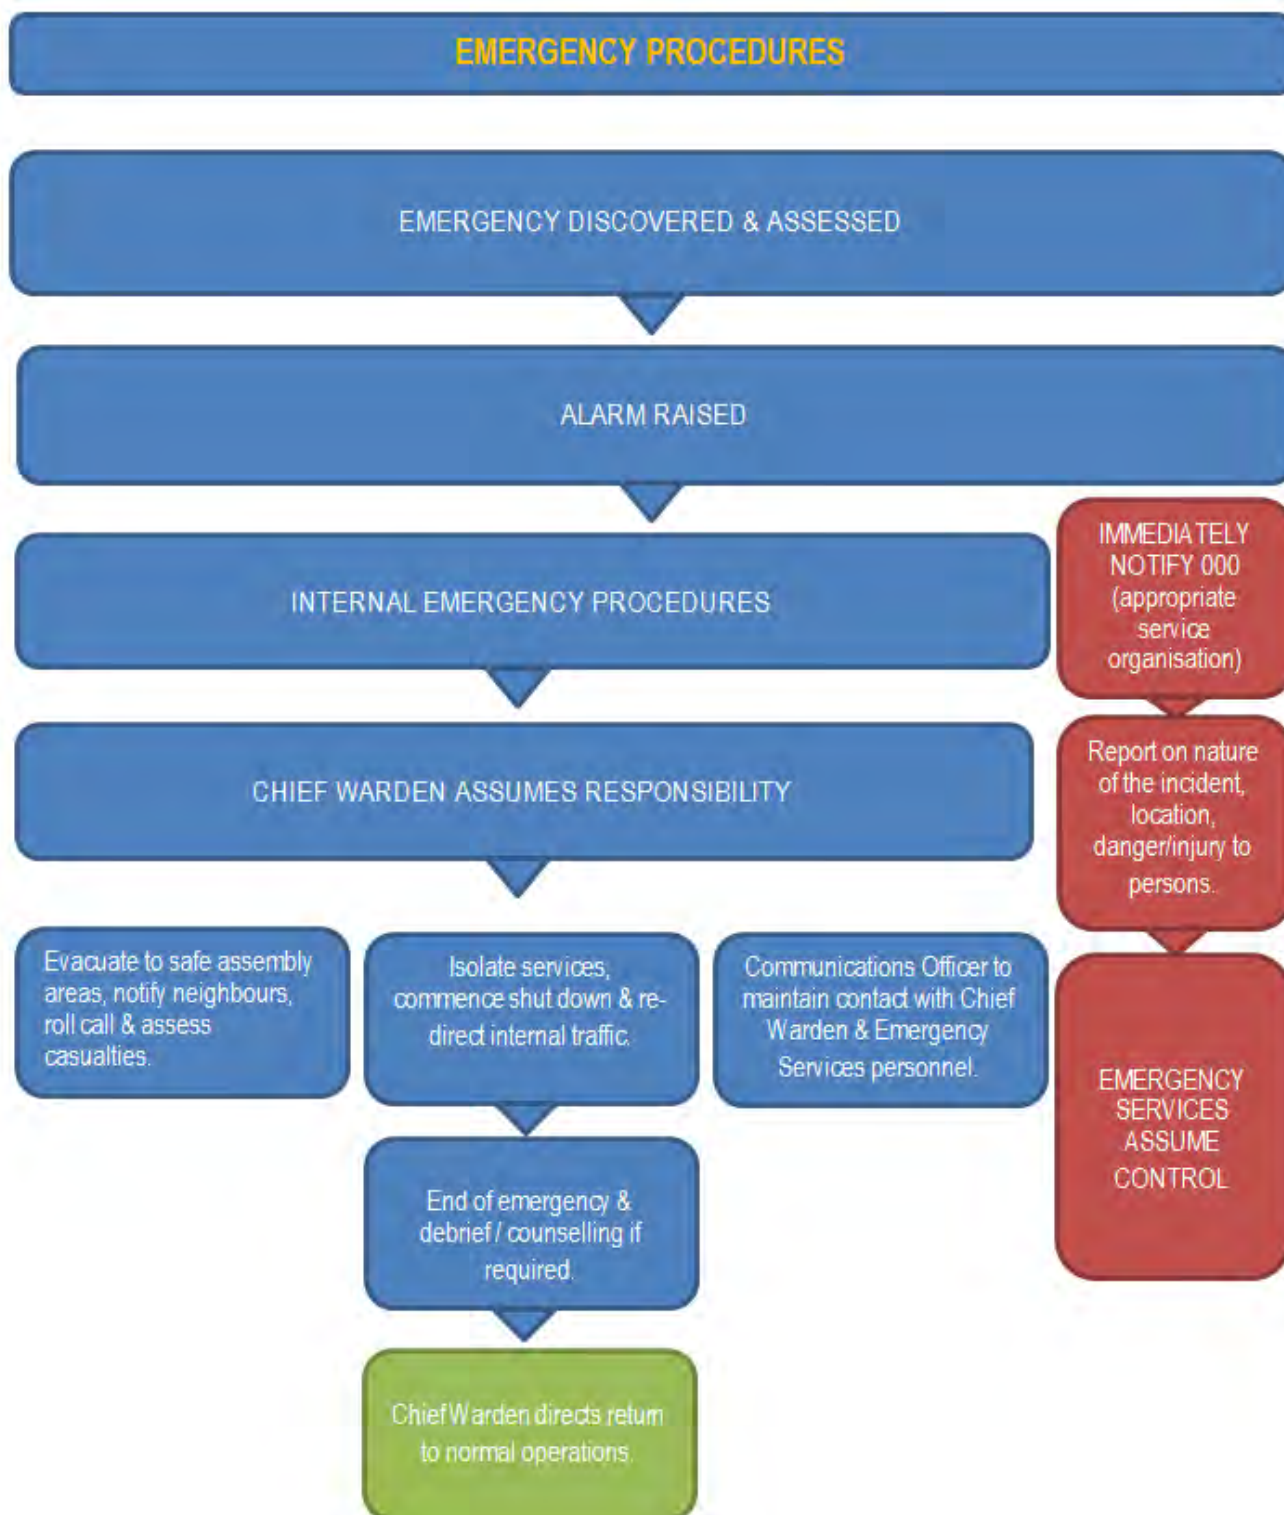 EMERGENCY PROCEDURES
EMERGENCY DISCOVERED & ASSESSED
ALARM RAISED
INTERNAL EMERGENCY PROCEDURES
IMMEDIATELY
NOTIFY 000
(appropriate
service
organisation)
CHIEF WARDEN ASSUMES RESPONSIBILITY
Report on nature
of the incident,
location,
danger/injury to
persons.
Evacuate to safe assembly
areas, notify neighbours,
roll call & assess
casualties.
Isolate services,
commence shut down & re-
direct internal traffic.
Communications Officer to
maintain contact with Chief
Warden & Emergency
Services personnel.
EMERGENCY
SERVICES
ASSUME
CONTROL
End of emergency &
debrief / counselling if
required.
Chief Warden directs return
to normal operations.